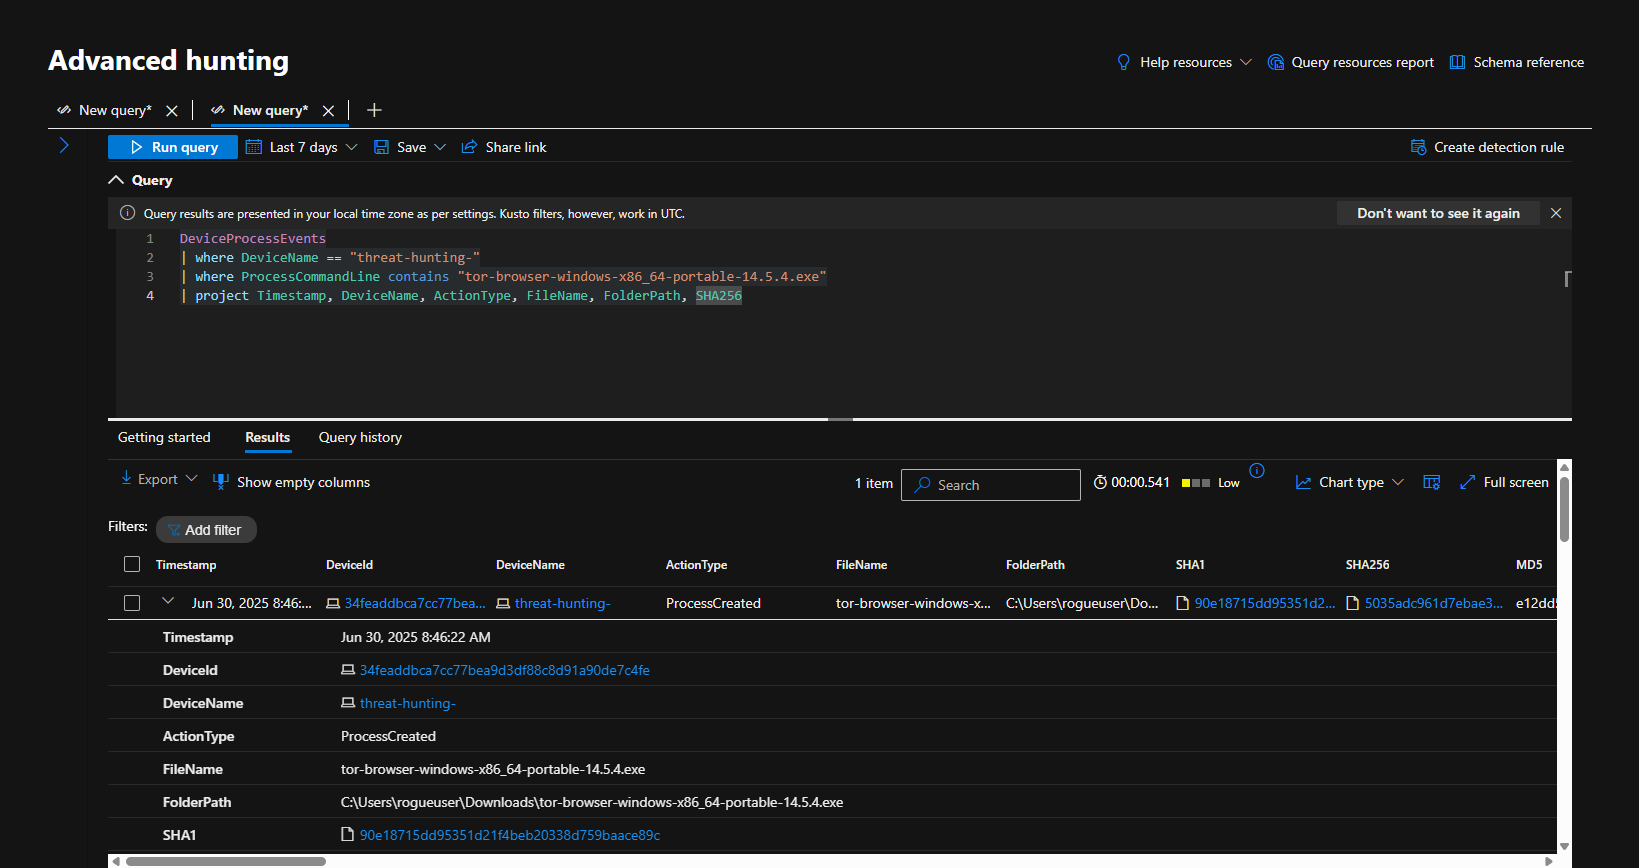 Advanced hunting
Help resources
Query resources report
Schema reference
New query*
New query*
Run query
Last 7 days
Save
Share link
Create detection rule
Query
Query results are presented in your local time zone as per settings. Kusto filters, however, work in UTC.
Don't want to see it again
1 DeviceProcessEvents
2 | where DeviceName == "threat-hunting-"
3 | where ProcessCommandLine contains "tor-browser-windows-x86_64-portable-14.5.4.exe"
4 | project Timestamp, DeviceName, ActionType, FileName, FolderPath, SHA256
Getting started Results Query history
Export
Show empty columns
1 item
Search
00:00.541
Low
Chart type
Full screen
Filters: Add filter
Timestamp DeviceId DeviceName ActionType FileName FolderPath SHA1 SHA256 MD5
Jun 30, 2025 8:46:... 34feaddbca7cc77bea... threat-hunting- ProcessCreated tor-browser-windows-x... C:\Users\rogueuser\Do... 90e18715dd95351d2... 5035adc961d7ebae3... e12dd5
Timestamp Jun 30, 2025 8:46:22 AM
DeviceId 34feaddbca7cc77bea9d3df88c8d91a90de7c4fe
DeviceName threat-hunting-
ActionType ProcessCreated
FileName tor-browser-windows-x86_64-portable-14.5.4.exe
FolderPath C:\Users\rogueuser\Downloads\tor-browser-windows-x86_64-portable-14.5.4.exe
SHA1 90e18715dd95351d21f4beb20338d759baace89c